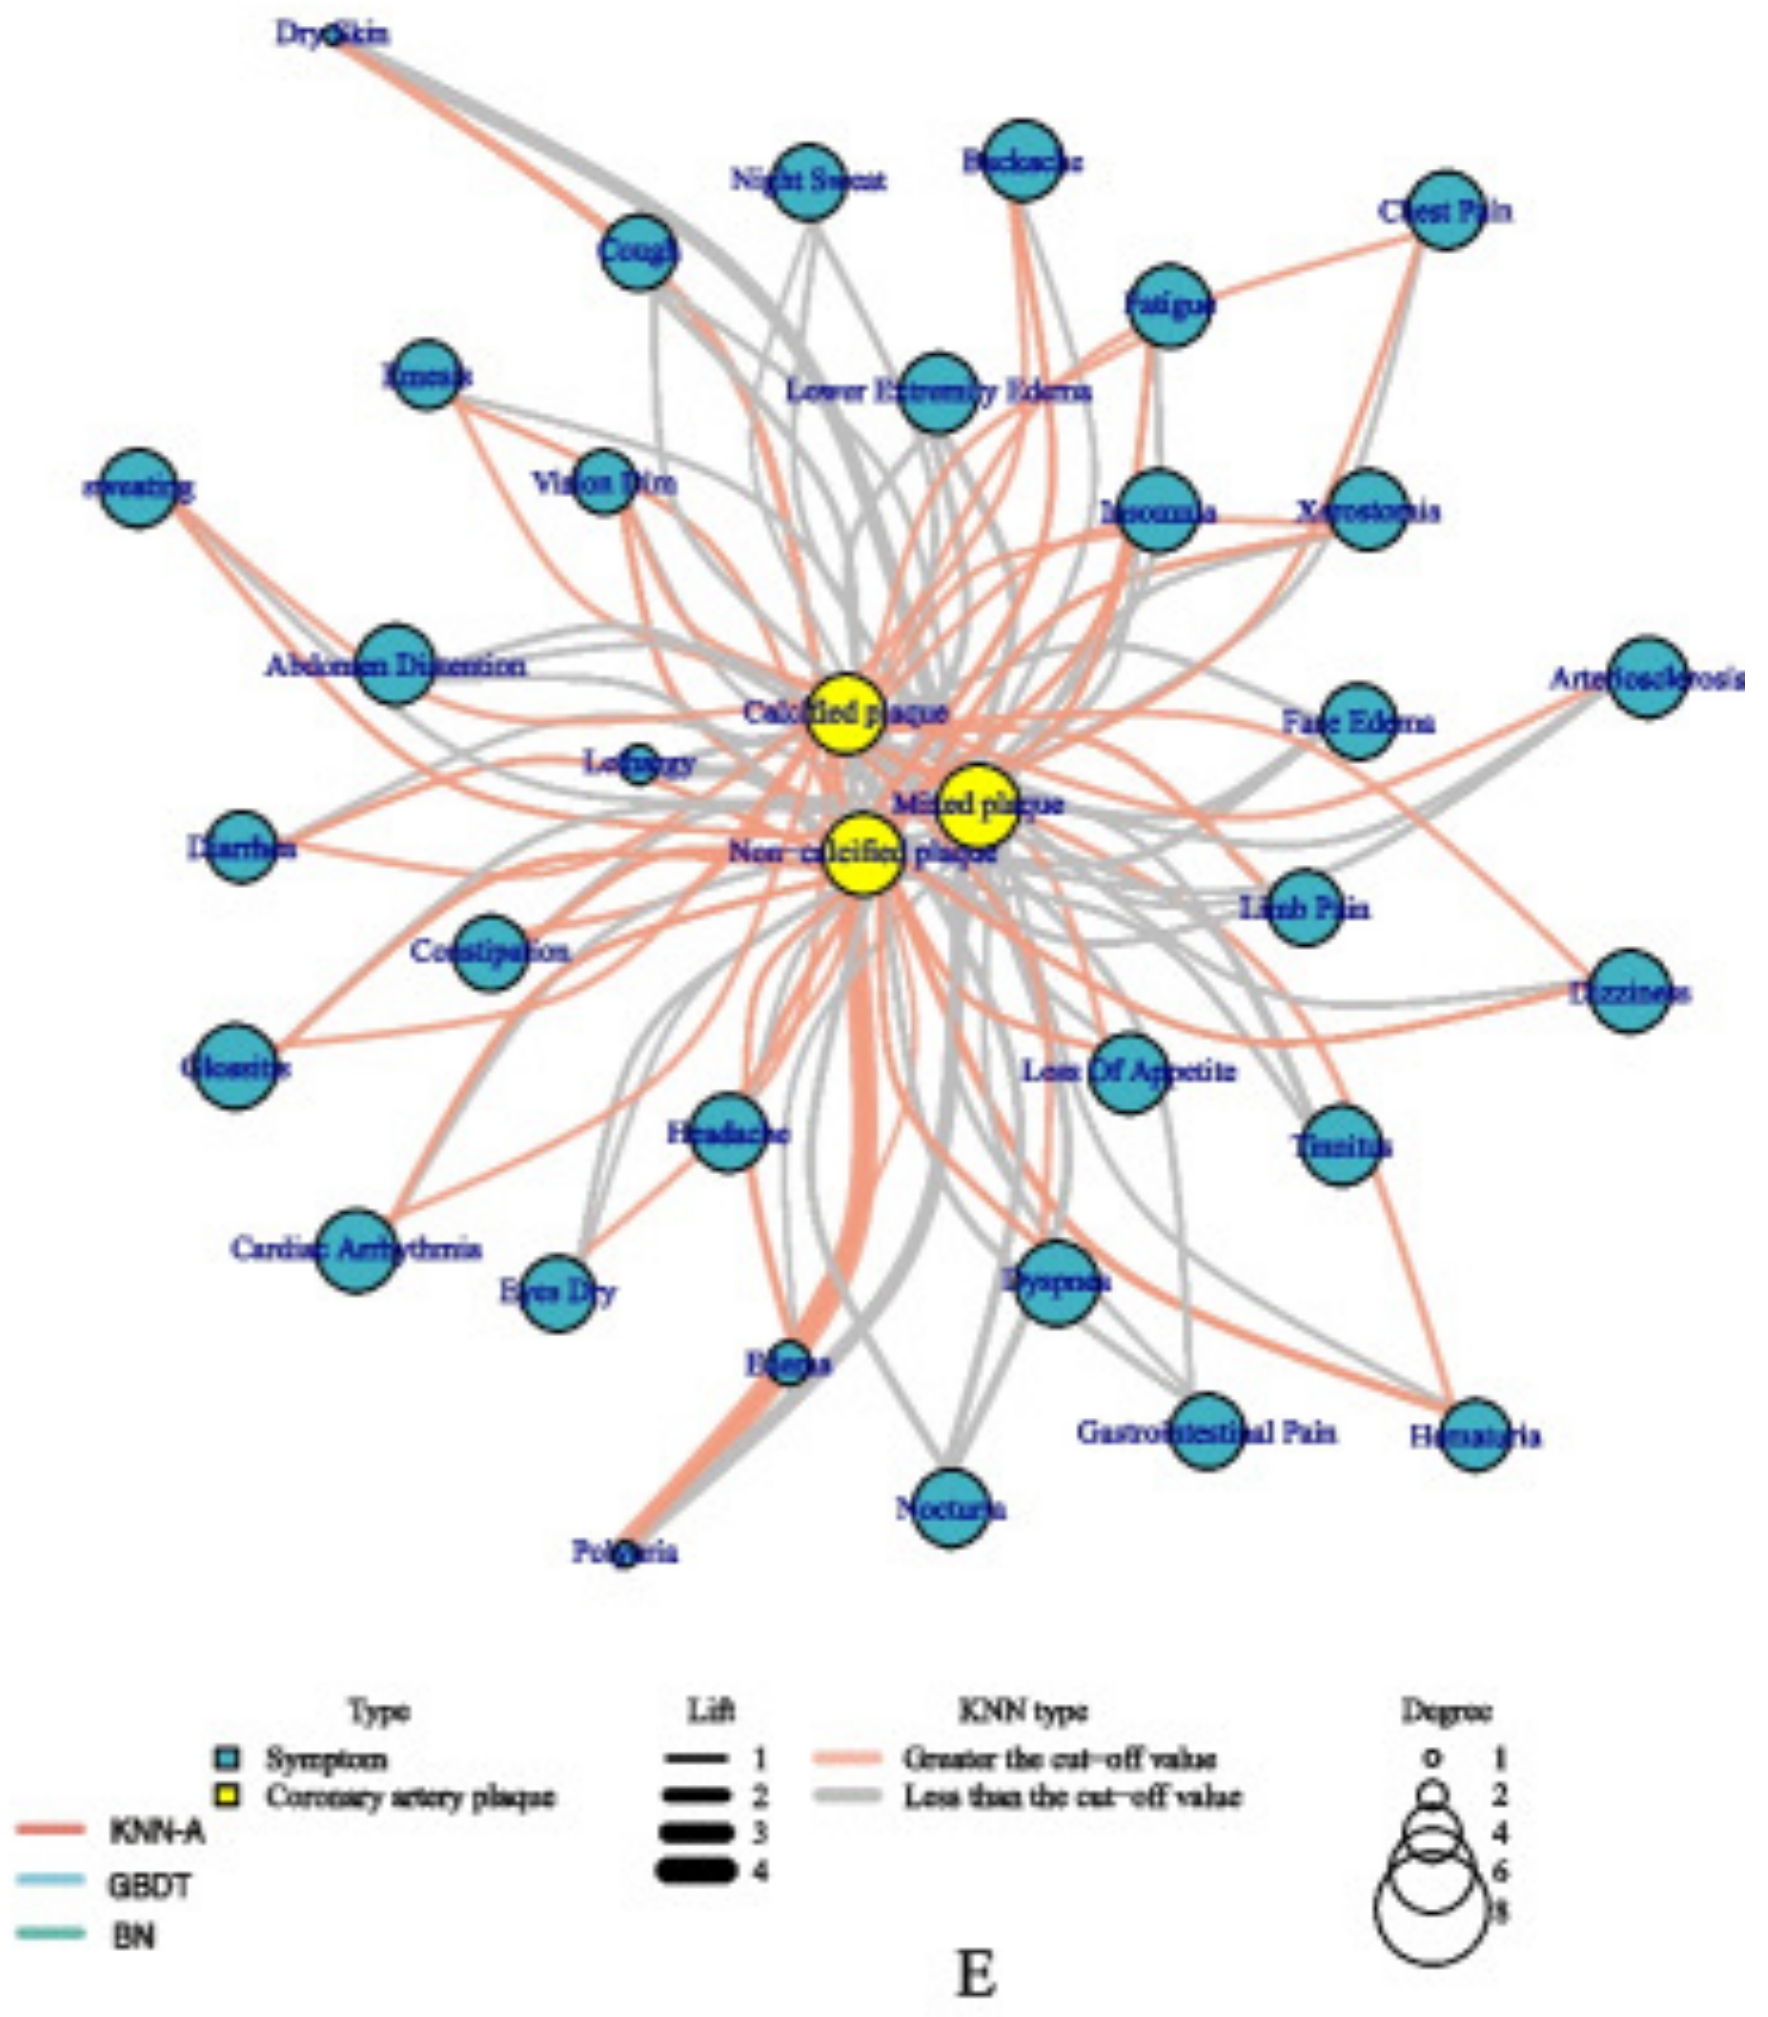 Dry Skin
Backache
Night Sweat
Chest Pain
Cough
Fatigue
Emesis
Lower Extremity Edema
Vision Dim
sweating
Insomnia
Xerostomia
Abdomen Distention
Arteriosclerosis
Calcified plaque
Face Edema
Lethargy
Mixed plaque
Diarrhea
Non-calcified plaque
Limb Pain
Constipation
Dizziness
Glossitis
Loss Of Appetite
Headache
Tinnitus
Cardiac Arrhythmia
Eyes Dry
Dyspnea
Edema
Gastrointestinal Pain
Hematuria
Nocturia
Polyuria
Type
Symptom
Coronary artery plaque
Lift
1
2
3
4
KNN type
Greater the cut-off value
Less than the cut-off value
Degree
1
2
4
6
8
KNN-A
GBDT
BN
E